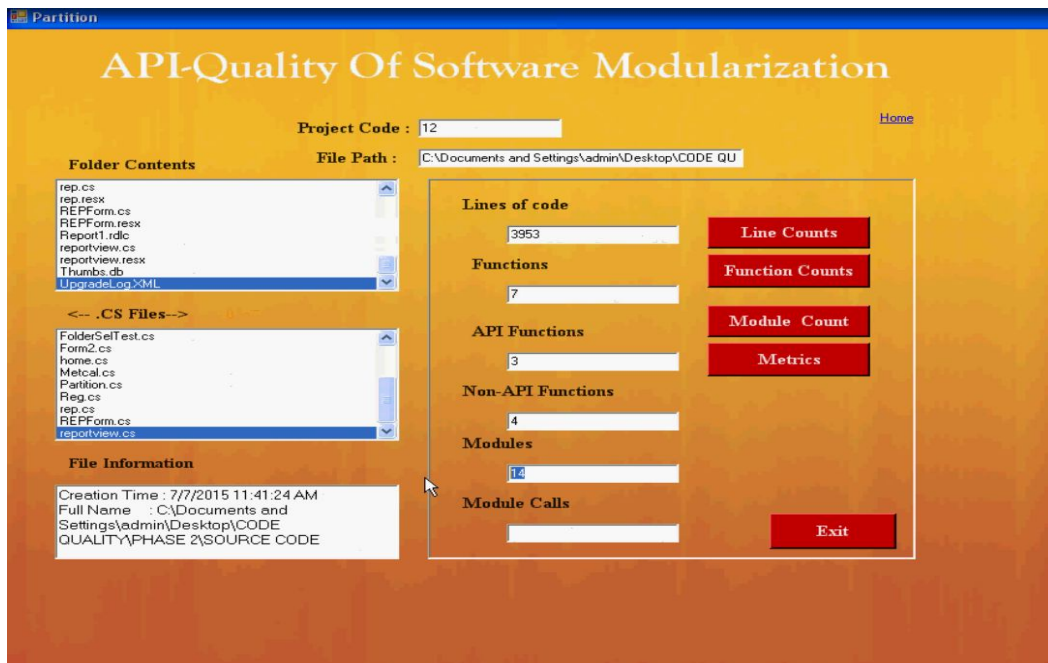 Partition
API-Quality Of Software Modularization
Home
Project Code : 12
File Path : C:\Documents and Settings\admin\Desktop\CODE QU
Folder Contents
rep.cs
rep.resx
REPForm.cs
REPForm.resx
Report1.rdlc
reportview.cs
reportview.resx
Thumbs.db
UpgradeLog.XML
<-- .CS Files-->
FolderSelTest.cs
Form2.cs
home.cs
Metcal.cs
Partition.cs
Reg.cs
rep.cs
REPForm.cs
reportview.cs
File Information
Creation Time : 7/7/2015 11:41:24 AM
Full Name : C:\Documents and
Settings\admin\Desktop\CODE
QUALITY\PHASE 2\SOURCE CODE
Lines of code
3953
Functions
7
API Functions
3
Non-API Functions
4
Modules
14
Module Calls
Line Counts
Function Counts
Module Count
Metrics
Exit